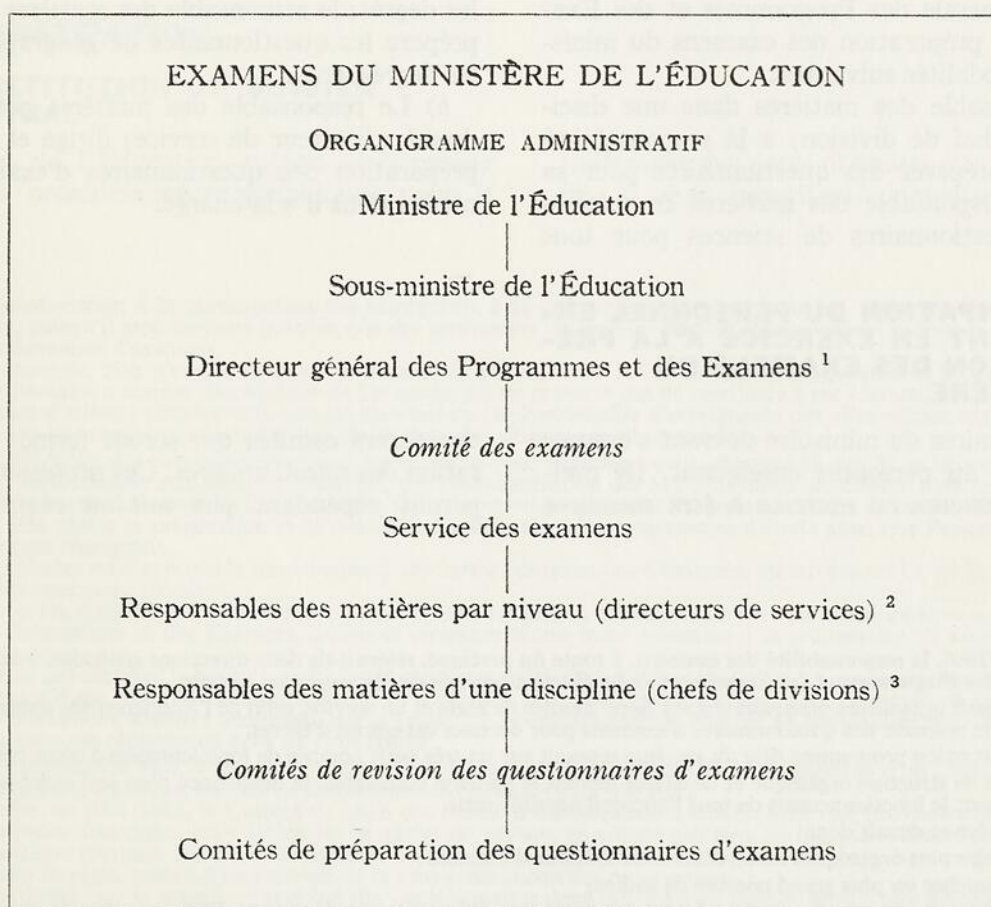 EXAMENS DU MINISTÈRE DE L'ÉDUCATION
ORGANIGRAMME ADMINISTRATIF
Ministre de l'Éducation
Sous-ministre de l'Éducation
Directeur général des Programmes et des Examens ¹
Comité des examens
Service des examens
Responsables des matières par niveau (directeurs de services) ²
Responsables des matières d'une discipline (chefs de divisions) ³
Comités de revision des questionnaires d'examens
Comités de préparation des questionnaires d'examens